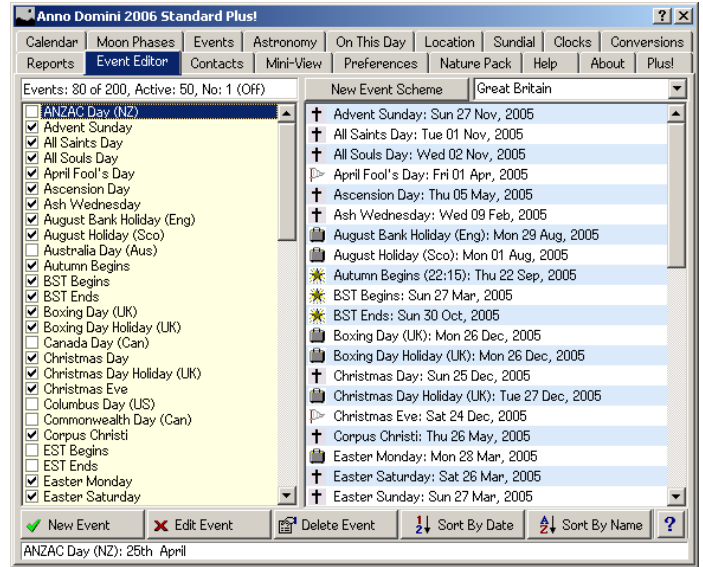 Anno Domini 2006 Standard Plus!
Calendar Moon Phases Events Astronomy On This Day Location Sundial Clocks Conversions
Reports Event Editor Contacts Mini-View Preferences Nature Pack Help About Plus!
Events: 80 of 200, Active: 50, No: 1 (Off)
New Event Scheme Great Britain
ANZAC Day (NZ)
Advent Sunday
All Saints Day
All Souls Day
April Fool's Day
Ascension Day
Ash Wednesday
August Bank Holiday (Eng)
August Holiday (Sco)
Australia Day (Aus)
Autumn Begins
BST Begins
BST Ends
Boxing Day (UK)
Boxing Day Holiday (UK)
Canada Day (Can)
Christmas Day
Christmas Day Holiday (UK)
Christmas Eve
Columbus Day (US)
Commonwealth Day (Can)
Corpus Christi
EST Begins
EST Ends
Easter Monday
Easter Saturday
Advent Sunday: Sun 27 Nov, 2005
All Saints Day: Tue 01 Nov, 2005
All Souls Day: Wed 02 Nov, 2005
April Fool's Day: Fri 01 Apr, 2005
Ascension Day: Thu 05 May, 2005
Ash Wednesday: Wed 09 Feb, 2005
August Bank Holiday (Eng): Mon 29 Aug, 2005
August Holiday (Sco): Mon 01 Aug, 2005
Autumn Begins (22:15): Thu 22 Sep, 2005
BST Begins: Sun 27 Mar, 2005
BST Ends: Sun 30 Oct, 2005
Boxing Day (UK): Mon 26 Dec, 2005
Boxing Day Holiday (UK): Mon 26 Dec, 2005
Christmas Day: Sun 25 Dec, 2005
Christmas Day Holiday (UK): Tue 27 Dec, 2005
Christmas Eve: Sat 24 Dec, 2005
Corpus Christi: Thu 26 May, 2005
Easter Monday: Mon 28 Mar, 2005
Easter Saturday: Sat 26 Mar, 2005
Easter Sunday: Sun 27 Mar, 2005
New Event Edit Event Delete Event Sort By Date Sort By Name ?
ANZAC Day (NZ): 25th April